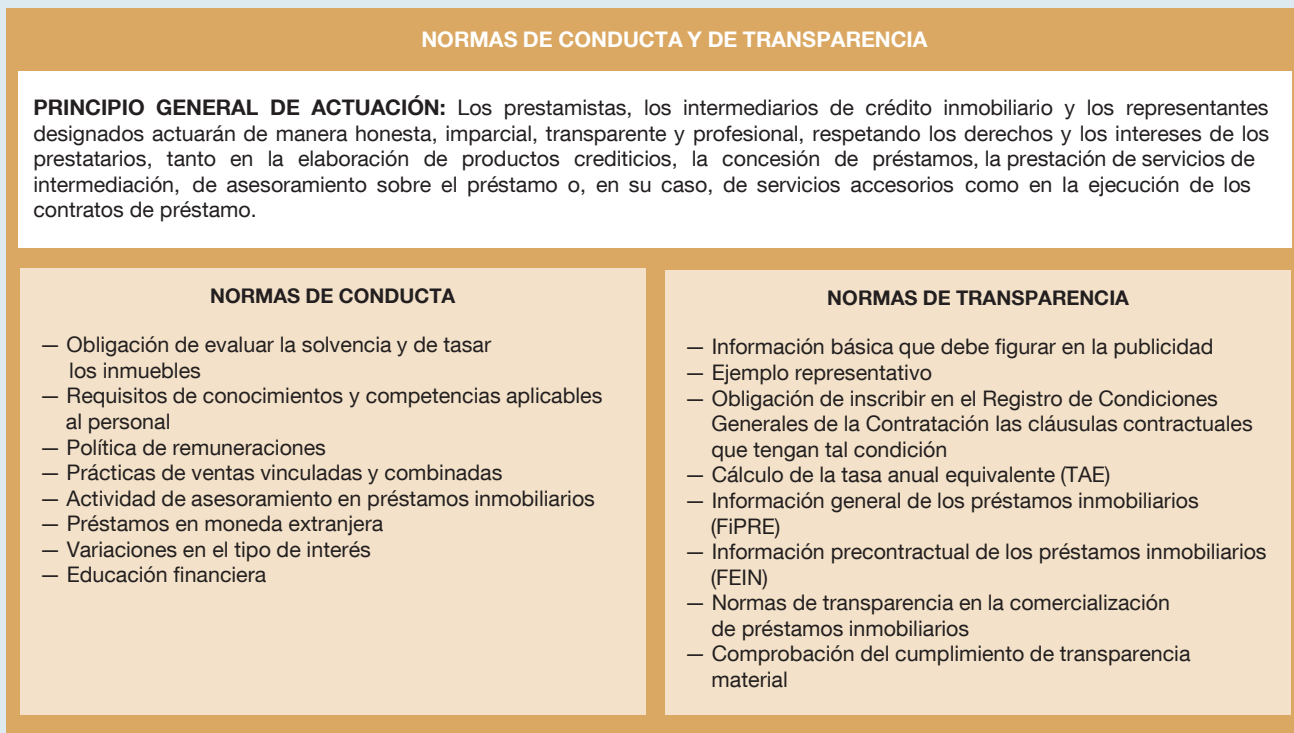 NORMAS DE CONDUCTA Y DE TRANSPARENCIA
PRINCIPIO GENERAL DE ACTUACIÓN: Los prestamistas, los intermediarios de crédito inmobiliario y los representantes
designados actuarán de manera honesta, imparcial, transparente y profesional, respetando los derechos y los intereses de los
prestatarios, tanto en la elaboración de productos crediticios, la concesión de préstamos, la prestación de servicios de
intermediación, de asesoramiento sobre el préstamo o, en su caso, de servicios accesorios como en la ejecución de los
contratos de préstamo.
NORMAS DE CONDUCTA
— Obligación de evaluar la solvencia y de tasar
los inmuebles
— Requisitos de conocimientos y competencias aplicables
al personal
— Política de remuneraciones
— Prácticas de ventas vinculadas y combinadas
— Actividad de asesoramiento en préstamos inmobiliarios
— Préstamos en moneda extranjera
— Variaciones en el tipo de interés
— Educación financiera
NORMAS DE TRANSPARENCIA
— Información básica que debe figurar en la publicidad
— Ejemplo representativo
— Obligación de inscribir en el Registro de Condiciones
Generales de la Contratación las cláusulas contractuales
que tengan tal condición
— Cálculo de la tasa anual equivalente (TAE)
— Información general de los préstamos inmobiliarios
(FiPRE)
— Información precontractual de los préstamos inmobiliarios
(FEIN)
— Normas de transparencia en la comercialización
de préstamos inmobiliarios
— Comprobación del cumplimiento de transparencia
material